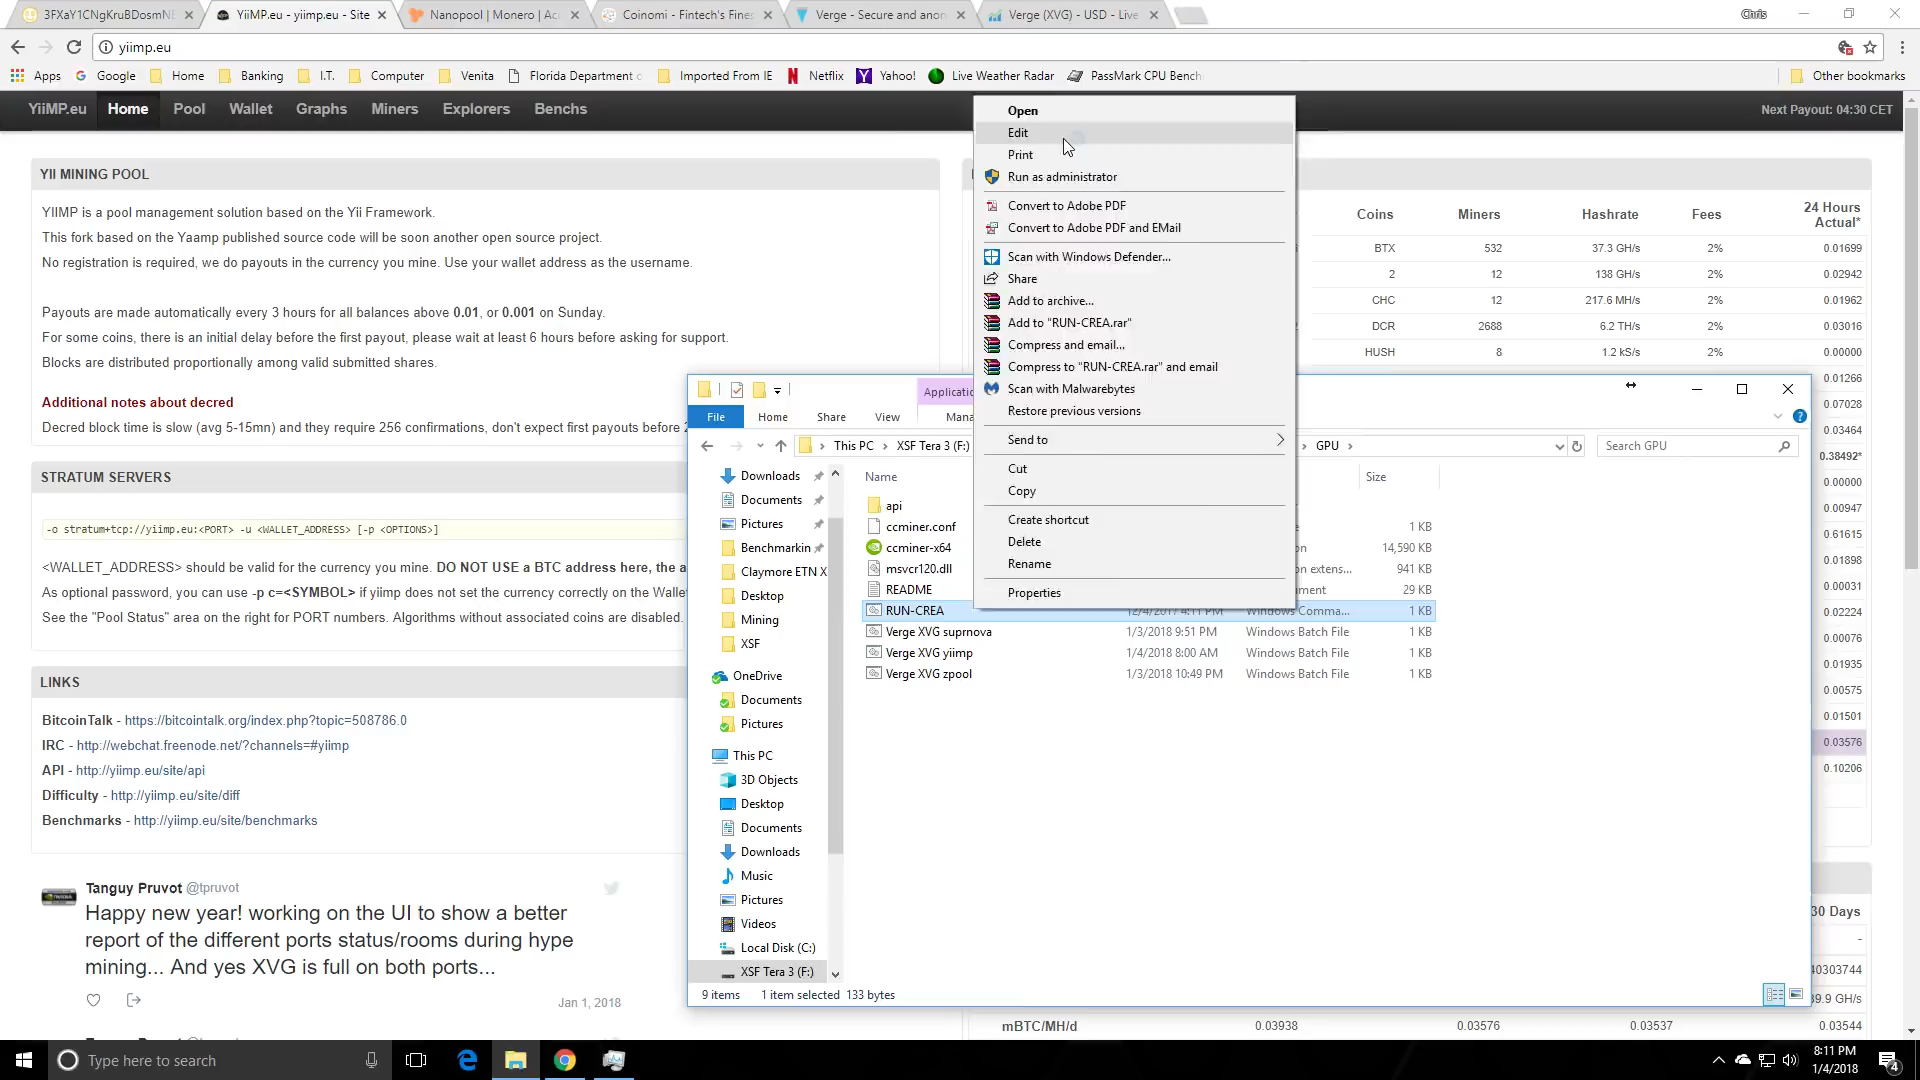 3FXaY1CNgKruBDosmNE
YiiMP.eu - yiimp.eu - Site
Nanopool | Monero | Acc
Coinomi - Fintech's Fines
Verge - Secure and anon
Verge (XVG) - USD - Live
Chris
yiimp.eu
Apps
Google
Home
Banking
I.T.
Computer
Venita
Florida Department o
Imported From IE
Netflix
Yahoo!
Live Weather Radar
PassMark CPU Bench
Other bookmarks
YiiMP.eu
Home
Pool
Wallet
Graphs
Miners
Explorers
Benchs
Next Payout: 04:30 CET
YII MINING POOL
YIIMP is a pool management solution based on the Yii Framework.
This fork based on the Yaamp published source code will be soon another open source project.
No registration is required, we do payouts in the currency you mine. Use your wallet address as the username.
Payouts are made automatically every 3 hours for all balances above 0.01, or 0.001 on Sunday.
For some coins, there is an initial delay before the first payout, please wait at least 6 hours before asking for support.
Blocks are distributed proportionally among valid submitted shares.
Additional notes about decred
Decred block time is slow (avg 5-15mn) and they require 256 confirmations, don't expect first payouts before 2
STRATUM SERVERS
-o stratum+tcp://yiimp.eu:<PORT> -u <WALLET_ADDRESS> [-p <OPTIONS>]
<WALLET_ADDRESS> should be valid for the currency you mine. DO NOT USE a BTC address here, the a
As optional password, you can use -p c=<SYMBOL> if yiimp does not set the currency correctly on the Walle
See the "Pool Status" area on the right for PORT numbers. Algorithms without associated coins are disabled.
LINKS
BitcoinTalk - https://bitcointalk.org/index.php?topic=508786.0
IRC - http://webchat.freenode.net/?channels=#yiimp
API - http://yiimp.eu/site/api
Difficulty - http://yiimp.eu/site/diff
Benchmarks - http://yiimp.eu/site/benchmarks
Tanguy Pruvot @tpruvot
Happy new year! working on the UI to show a better
report of the different ports status/rooms during hype
mining... And yes XVG is full on both ports...
Jan 1, 2018
Open
Edit
Print
Run as administrator
Convert to Adobe PDF
Convert to Adobe PDF and EMail
Scan with Windows Defender...
Share
Add to archive...
Add to "RUN-CREA.rar"
Compress and email...
Compress to "RUN-CREA.rar" and email
Scan with Malwarebytes
Restore previous versions
Send to
Cut
Copy
Create shortcut
Delete
Rename
Properties
Coins Miners Hashrate Fees 24 Hours
Actual*
BTX 532 37.3 GH/s 2% 0.01699
2 12 138 GH/s 2% 0.02942
CHC 12 217.6 MH/s 2% 0.01962
DCR 2688 6.2 TH/s 2% 0.03016
HUSH 8 1.2 kS/s 2% 0.00000
0.01266
0.07028
0.03464
0.38492*
0.00000
0.00947
0.61615
0.01898
0.00031
0.02224
0.00076
0.01935
0.00575
0.01501
0.03576
0.10206
Applicatio
File
Home
Share
View
Mana
This PC
XSF Tera 3 (F:)
GPU
Search GPU
Downloads
Documents
Pictures
Benchmarkin
Claymore ETN X
Desktop
Mining
XSF
OneDrive
Documents
Pictures
This PC
3D Objects
Desktop
Documents
Downloads
Music
Pictures
Videos
Local Disk (C:)
XSF Tera 3 (F:)
Name
Size
api
ccminer.conf 1 KB
ccminer-x64 on 14,590 KB
msvcr120.dll on extens... 941 KB
README ment 29 KB
RUN-CREA 12/4/2017 4:11 PM Windows Comma... 1 KB
Verge XVG suprnova 1/3/2018 9:51 PM Windows Batch File 1 KB
Verge XVG yiimp 1/4/2018 8:00 AM Windows Batch File 1 KB
Verge XVG zpool 1/3/2018 10:49 PM Windows Batch File 1 KB
9 items
1 item selected 133 bytes
30 Days
-
40303744
39.9 GH/s
mBTC/MH/d 0.03938 0.03576 0.03537 0.03544
Type here to search
8:11 PM
1/4/2018
4